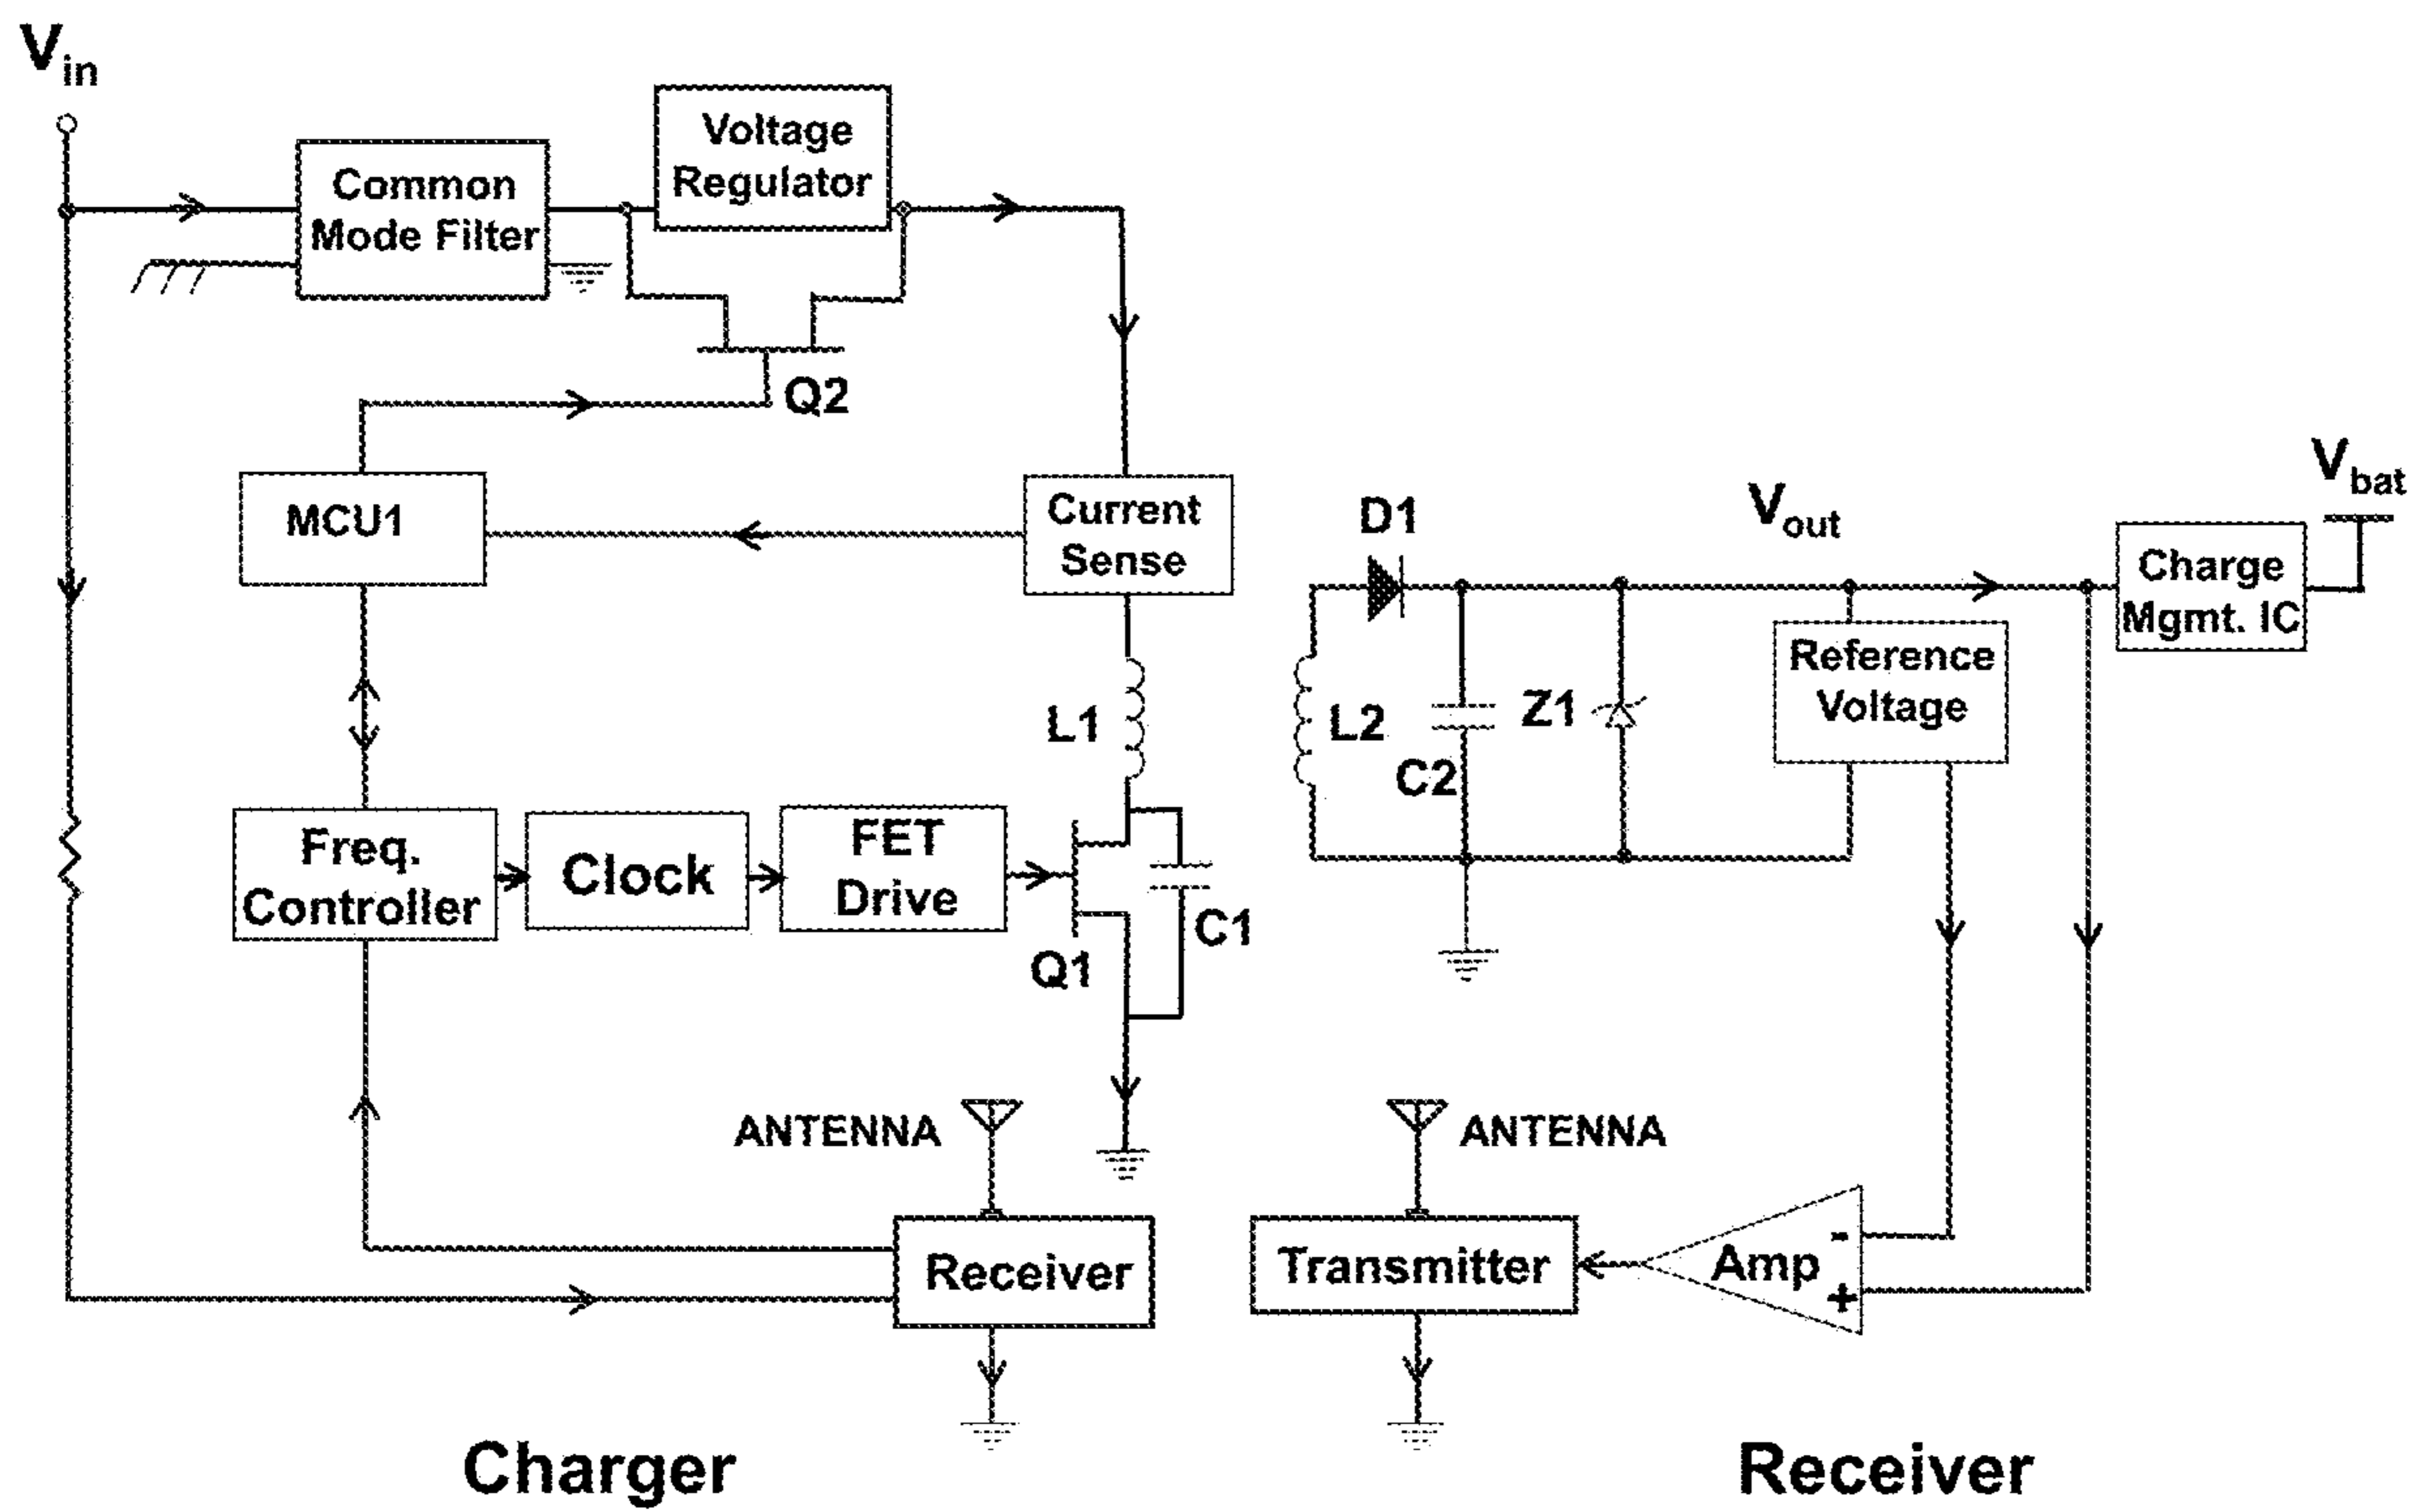 Vin
Voltage
Regulator
Common
Mode Filter
Q2
MCU1
Current
Sense
D1
Vout
Vbat
Charge
Mgmt. IC
Reference
Voltage
L1
L2
Z1
C2
Freq.
Controller
Clock
FET
Drive
C1
Q1
ANTENNA
ANTENNA
Receiver
Transmitter
Amp
-
+
Charger
Receiver